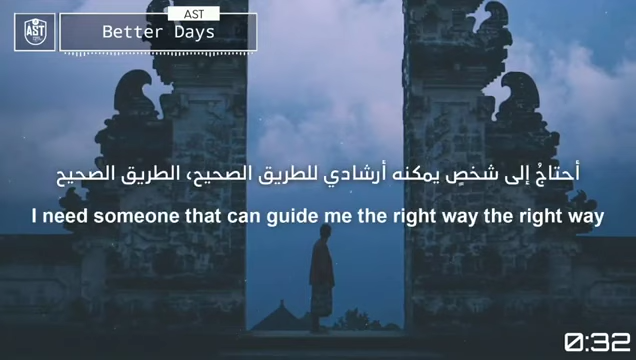 AST
AST
Better Days
أحتاجُ إلى شخصٍ يمكنه أرشادي للطريق الصحيح، الطريق الصحيح
I need someone that can guide me the right way the right way
0:32